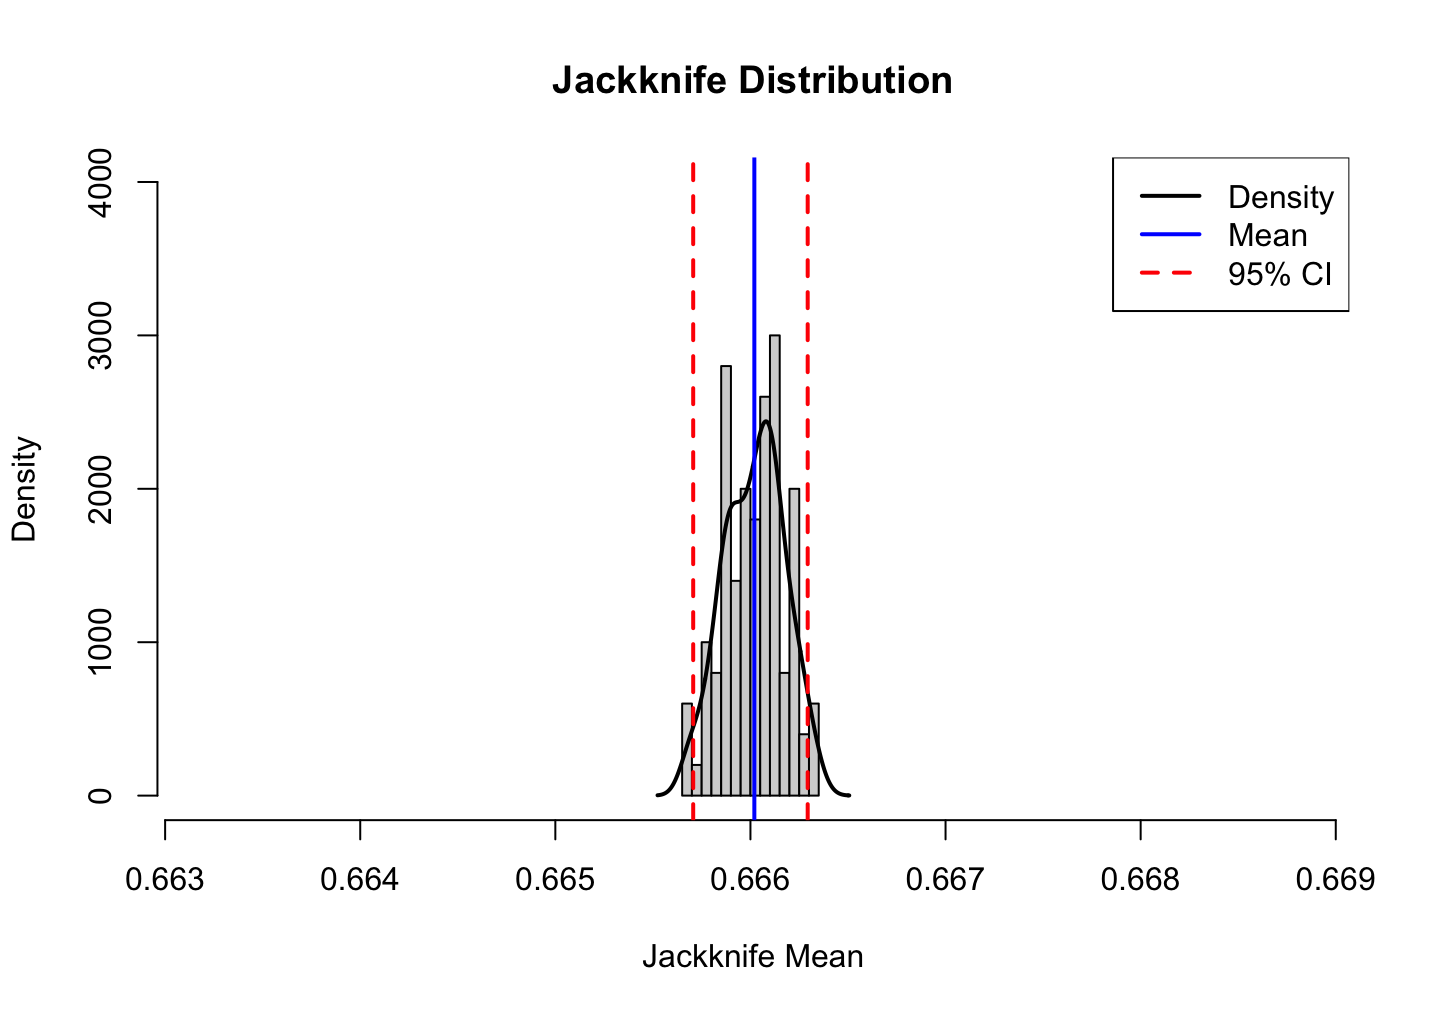 Jackknife Distribution
Density
Mean
95% CI
4000
3000
2000
1000
0
Density
0.663 0.664 0.665 0.666 0.667 0.668 0.669
Jackknife Mean